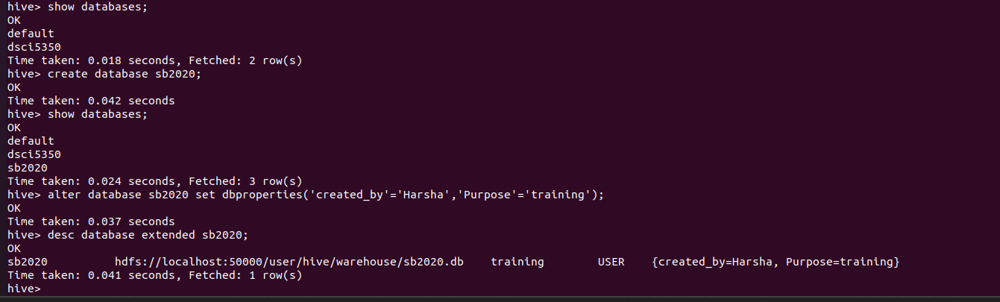 hive> show databases;
OK
default
dsci5350
Time taken: 0.018 seconds, Fetched: 2 row(s)
hive> create database sb2020;
OK
Time taken: 0.042 seconds
hive> show databases;
OK
default
dsci5350
sb2020
Time taken: 0.024 seconds, Fetched: 3 row(s)
hive> alter database sb2020 set dbproperties('created_by'='Harsha','Purpose'='training');
OK
Time taken: 0.037 seconds
hive> desc database extended sb2020;
OK
sb2020          hdfs://localhost:50000/user/hive/warehouse/sb2020.db    training        USER    {created_by=Harsha, Purpose=training}
Time taken: 0.041 seconds, Fetched: 1 row(s)
hive>